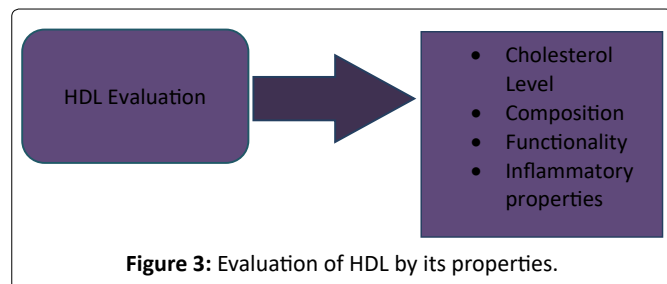 HDL Evaluation
• Cholesterol
Level
• Composition
• Functionality
• Inflammatory
properties
Figure 3: Evaluation of HDL by its properties.